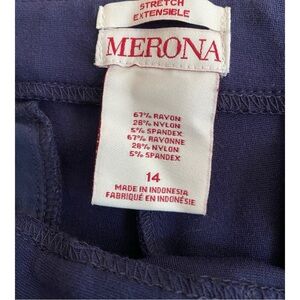 STRETCH
EXTENSIBLE
MERONA
67% RAYON
28% NYLON
5% SPANDEX
67% RAYONNE
28% NYLON
5% SPANDEX
14
MADE IN INDONESIA
FABRIQUÉ EN INDONÉSIE